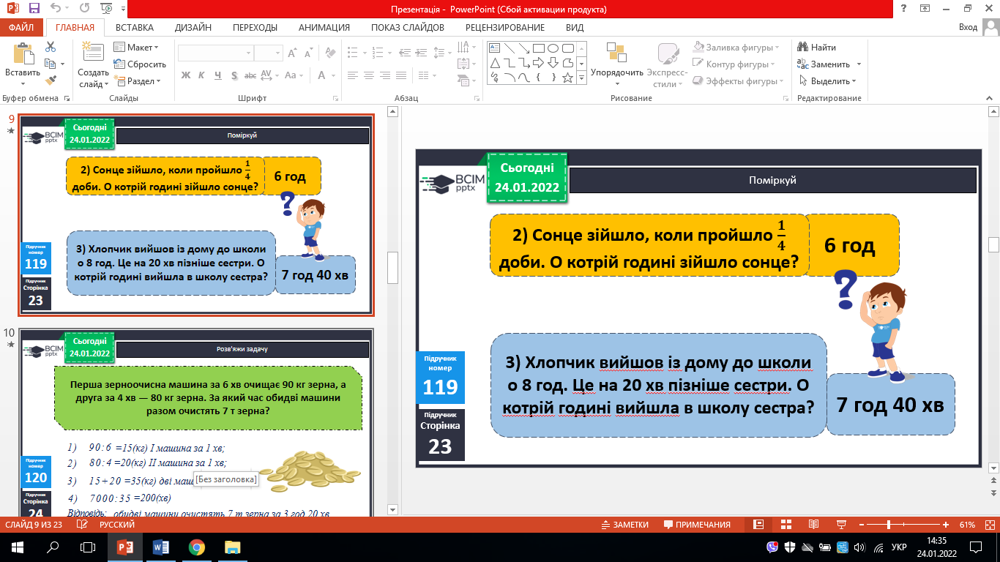 Презентація - PowerPoint (Сбой активации продукта)
ФАЙЛ ГЛАВНАЯ ВСТАВКА ДИЗАЙН ПЕРЕХОДЫ АНИМАЦИЯ ПОКАЗ СЛАЙДОВ РЕЦЕНЗИРОВАНИЕ ВИД Вход
Вставить
Создать слайд
Макет
Сбросить
Раздел
Упорядочить
Экспресс-стили
Заливка фигуры
Контур фигуры
Эффекты фигуры
Найти
Заменить
Выделить
Буфер обмена Слайды Шрифт Абзац Рисование Редактирование
9
Сьогодні
24.01.2022
BCIM
pptx
Поміркуй
2) Сонце зійшло, коли пройшло 1/4
доби. О котрій годині зійшло сонце?
6 год
3) Хлопчик вийшов із дому до школи
о 8 год. Це на 20 хв пізніше сестри. О
котрій годині вийшла в школу сестра?
7 год 40 хв
Підручник
номер
119
Підручник
Сторінка
23
10
Сьогодні
24.01.2022
BCIM
pptx
Розв'яжи задачу
Перша зерноочисна машина за 6 хв очищає 90 кг зерна, а
друга за 4 хв — 80 кг зерна. За який час обидві машини
разом очистять 7 т зерна?
1) 90:6 =15(кг) І машина за 1 хв;
2) 80:4 =20(кг) ІІ машина за 1 хв;
3) 15+20 =35(кг) дві
[Без заголовка]
4) 7000:35 =200(хв)
Відповідь: обидві машини очистять 7 т зерна за 3 год 20 хв
Підручник
номер
120
Підручник
Сторінка
24
Сьогодні
24.01.2022
BCIM
pptx
Поміркуй
2) Сонце зійшло, коли пройшло 1/4
доби. О котрій годині зійшло сонце?
6 год
3) Хлопчик вийшов із дому до школи
о 8 год. Це на 20 хв пізніше сестри. О
котрій годині вийшла в школу сестра?
7 год 40 хв
Підручник
номер
119
Підручник
Сторінка
23
СЛАЙД 9 ИЗ 23 РУССКИЙ ЗАМЕТКИ ПРИМЕЧАНИЯ 61%
УКР
14:35
24.01.2022